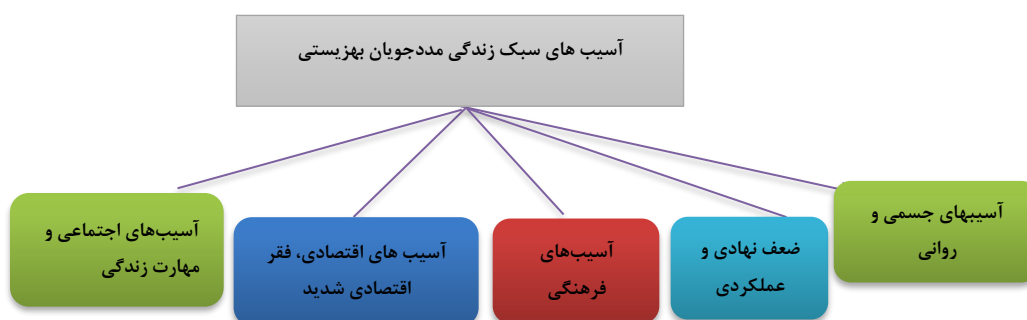 آسیب های سبک زندگی مددجویان بهزیستی
آسیبهای جسمی و
روانی
ضعف نهادی و
عملکردی
آسیب‌های
فرهنگی
آسیب های اقتصادی، فقر
اقتصادی شدید
آسیب‌های اجتماعی و
مهارت زندگی